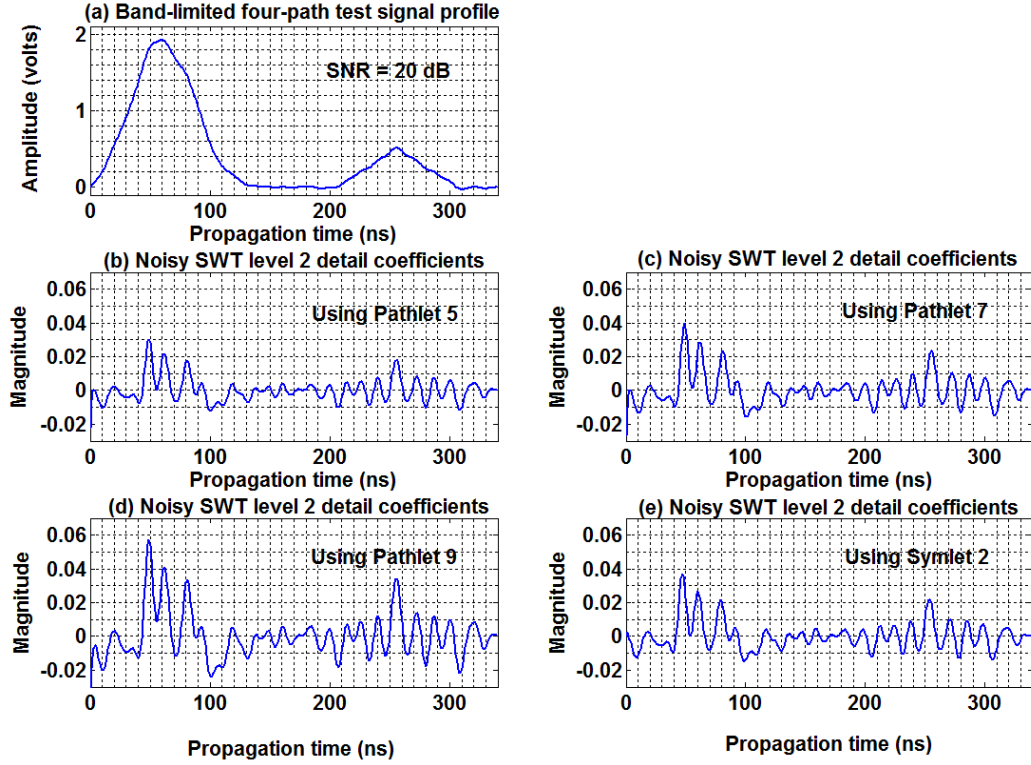 (a) Band-limited four-path test signal profile
2
1
0
Amplitude (volts)
SNR = 20 dB
0 100 200 300
Propagation time (ns)
(b) Noisy SWT level 2 detail coefficients
0.06
0.04
0.02
0
-0.02
Magnitude
Using Pathlet 5
0 100 200 300
Propagation time (ns)
(c) Noisy SWT level 2 detail coefficients
0.06
0.04
0.02
0
-0.02
Magnitude
Using Pathlet 7
0 100 200 300
Propagation time (ns)
(d) Noisy SWT level 2 detail coefficients
0.06
0.04
0.02
0
-0.02
Magnitude
Using Pathlet 9
0 100 200 300
Propagation time (ns)
(e) Noisy SWT level 2 detail coefficients
0.06
0.04
0.02
0
-0.02
Magnitude
Using Symlet 2
0 100 200 300
Propagation time (ns)